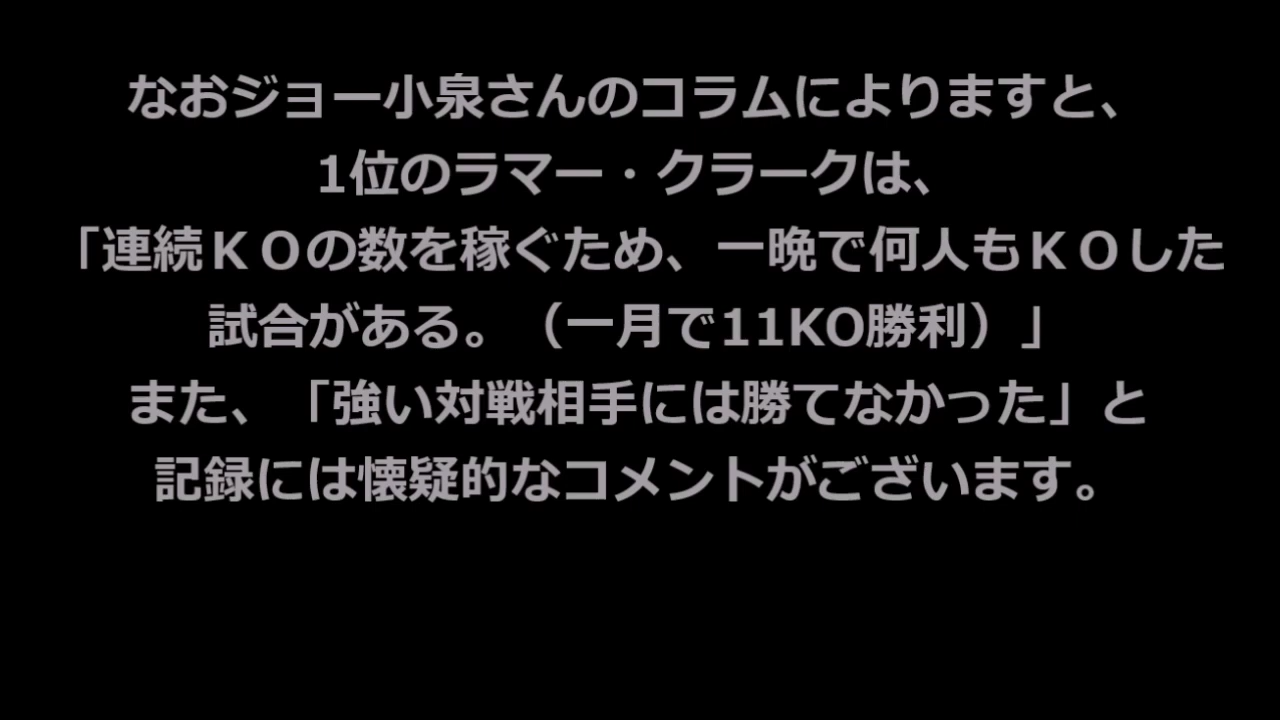 なおジョー小泉さんのコラムによりますと、
1位のラマー・クラークは、
「連続ＫＯの数を稼ぐため、一晩で何人もＫＯした
試合がある。（一月で11KO勝利）」
また、「強い対戦相手には勝てなかった」と
記録には懐疑的なコメントがございます。